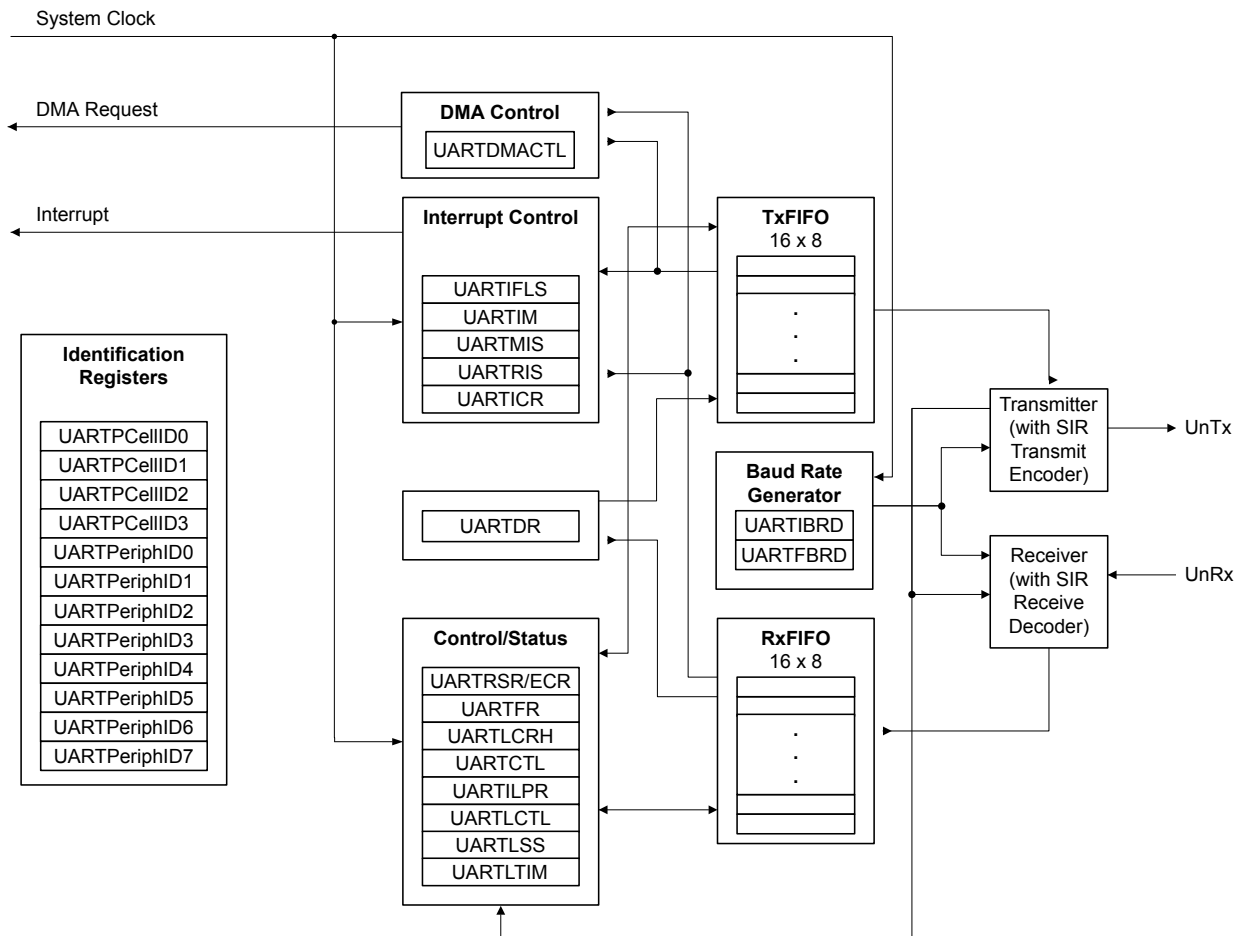 System Clock
DMA Request
DMA Control
UARTDMACTL
Interrupt
Interrupt Control
UARTIFLS
UARTIM
UARTMIS
UARTRIS
UARTICR
TxFIFO
16 x 8
.
.
.
Identification
Registers
UARTPCellID0
UARTPCellID1
UARTPCellID2
UARTPCellID3
UARTPeriphID0
UARTPeriphID1
UARTPeriphID2
UARTPeriphID3
UARTPeriphID4
UARTPeriphID5
UARTPeriphID6
UARTPeriphID7
UARTDR
Baud Rate
Generator
UARTIBRD
UARTFBRD
Transmitter
(with SIR
Transmit
Encoder)
UnTx
Receiver
(with SIR
Receive
Decoder)
UnRx
Control/Status
UARTRSR/ECR
UARTFR
UARTLCRH
UARTCTL
UARTILPR
UARTLCTL
UARTLSS
UARTLTIM
RxFIFO
16 x 8
.
.
.